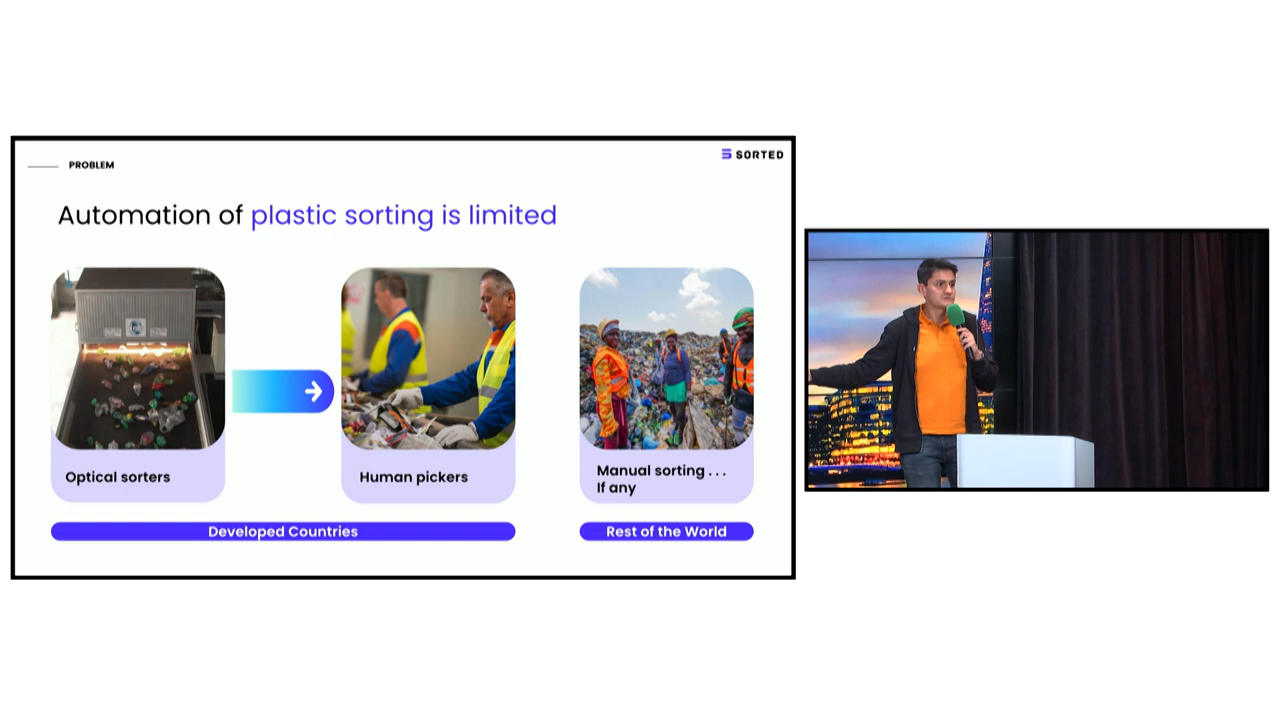 PROBLEM
SORTED
Automation of plastic sorting is limited
Optical sorters
Human pickers
Manual sorting . . .
If any
Developed Countries
Rest of the World